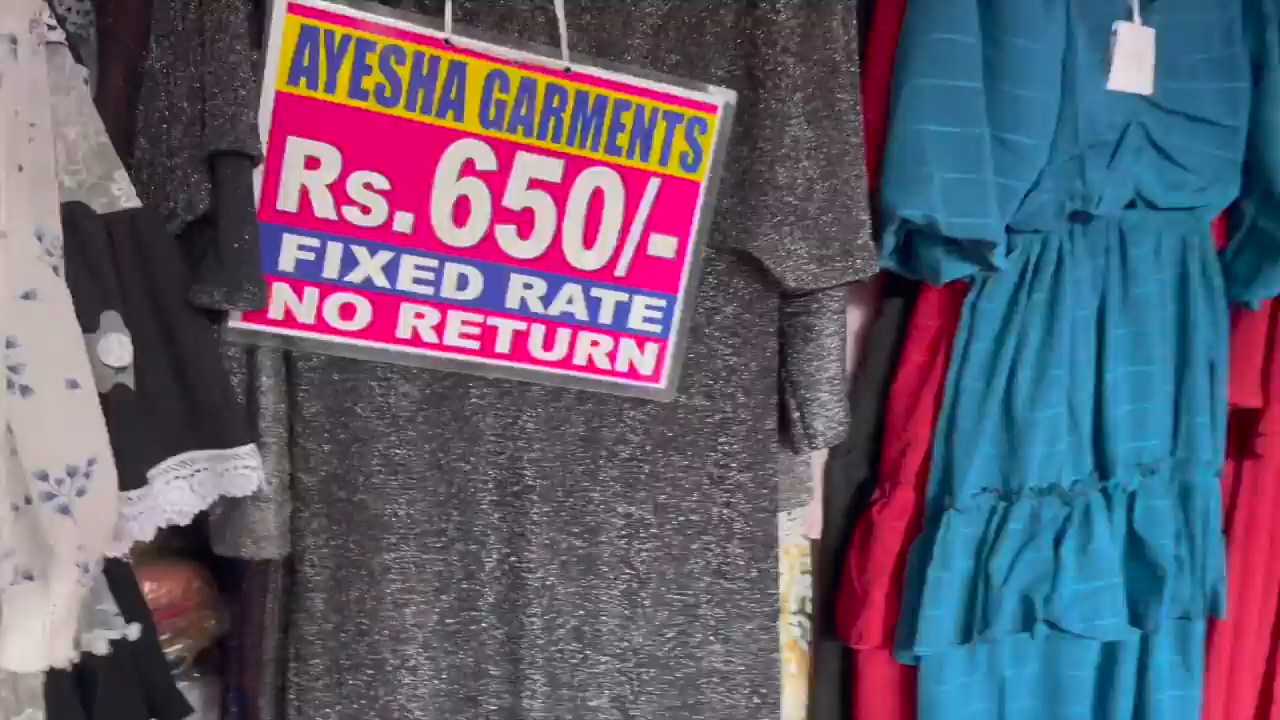 AYESHA GARMENTS
Rs. 650/-
FIXED RATE
NO RETURN